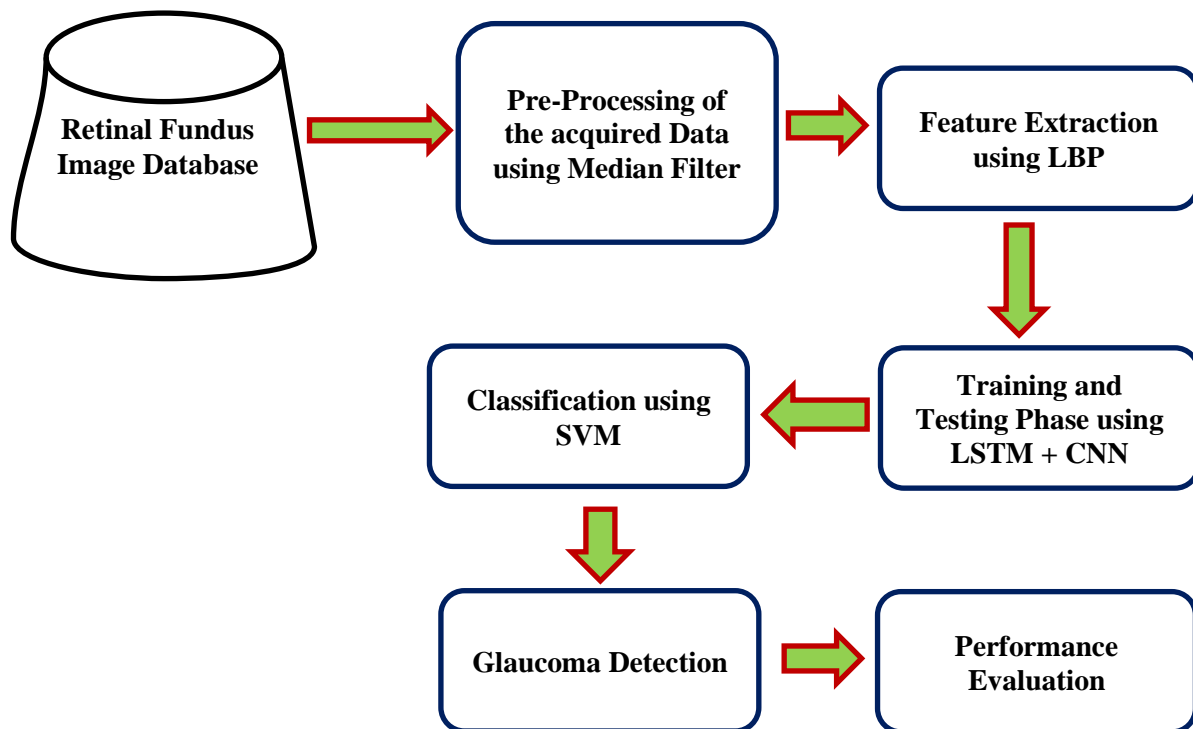 Retinal Fundus
Image Database
Pre-Processing of
the acquired Data
using Median Filter
Feature Extraction
using LBP
Training and
Testing Phase using
LSTM + CNN
Classification using
SVM
Glaucoma Detection
Performance
Evaluation